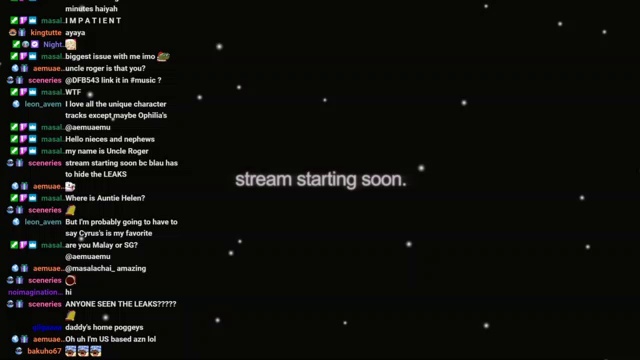 minutes haiyah
masal. I M P A T I E N T
kingtutte ayaya
Night.
masal. biggest issue with me imo
aemuae.. uncle roger is that you?
sceneries @DFB543 link it in #music ?
masal. WTF
leon_avem I love all the unique character
tracks except maybe Ophilia's
masal. @aemuaemu
masal. Hello nieces and nephews
masal. my name is Uncle Roger
sceneries stream starting soon bc blau has
to hide the LEAKS
stream starting soon.
aemuae..
masal. Where is Auntie Helen?
sceneries
leon_avem But I'm probably going to have to
say Cyrus's is my favorite
masal. are you Malay or SG?
@aemuaemu
aemuae.. @masalachai_ amazing
sceneries
noimagination.. hi
sceneries ANYONE SEEN THE LEAKS?????
daddy's home poggeys
aemuae.. Oh uh I'm US based azn lol
bakuho67